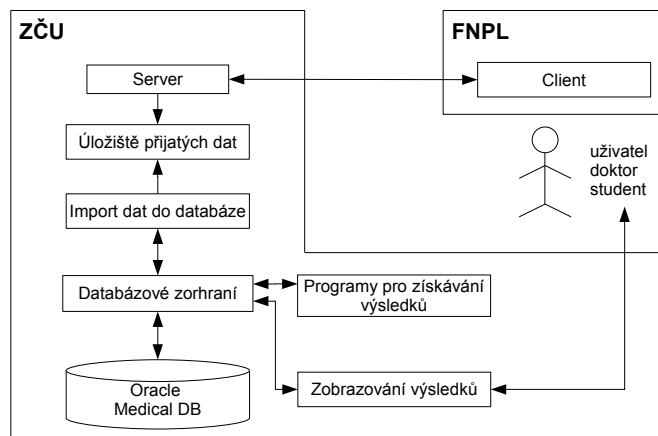 ZČU
FNPL
Server
Client
Úložiště přijatých dat
uživatel
doktor
student
Import dat do databáze
Databázové zorhraní
Programy pro získávání
výsledků
Oracle
Medical DB
Zobrazování výsledků